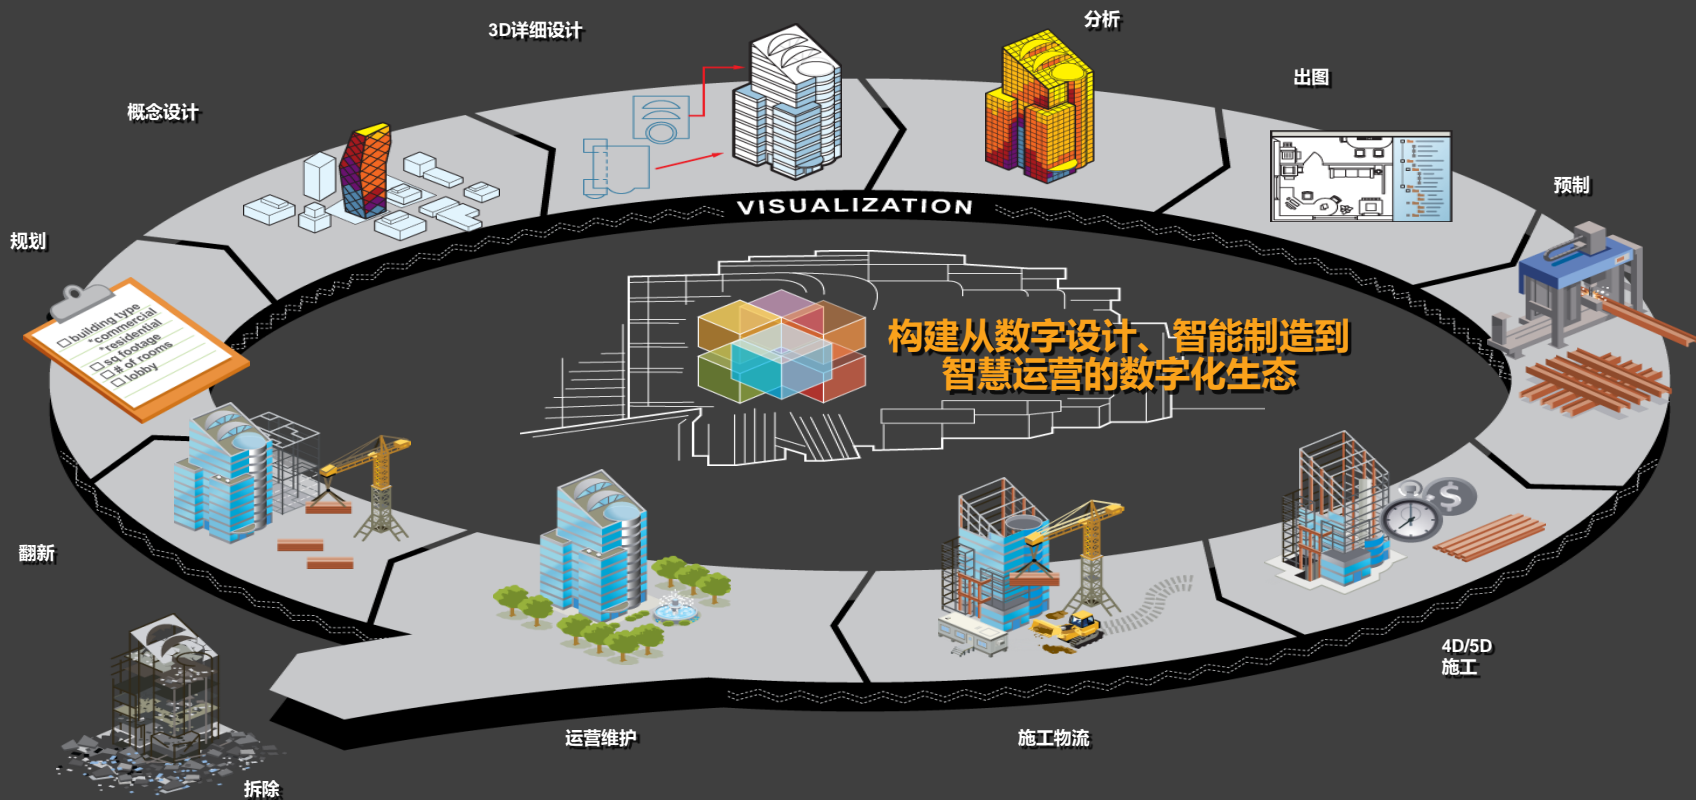 3D详细设计
分析
出图
概念设计
预制
VISUALIZATION
规划
building type
*commercial
*residential
sq footage
# of rooms
lobby
构建从数字设计、智能制造到
智慧运营的数字化生态
$
翻新
4D/5D
施工
运营维护
施工物流
拆除